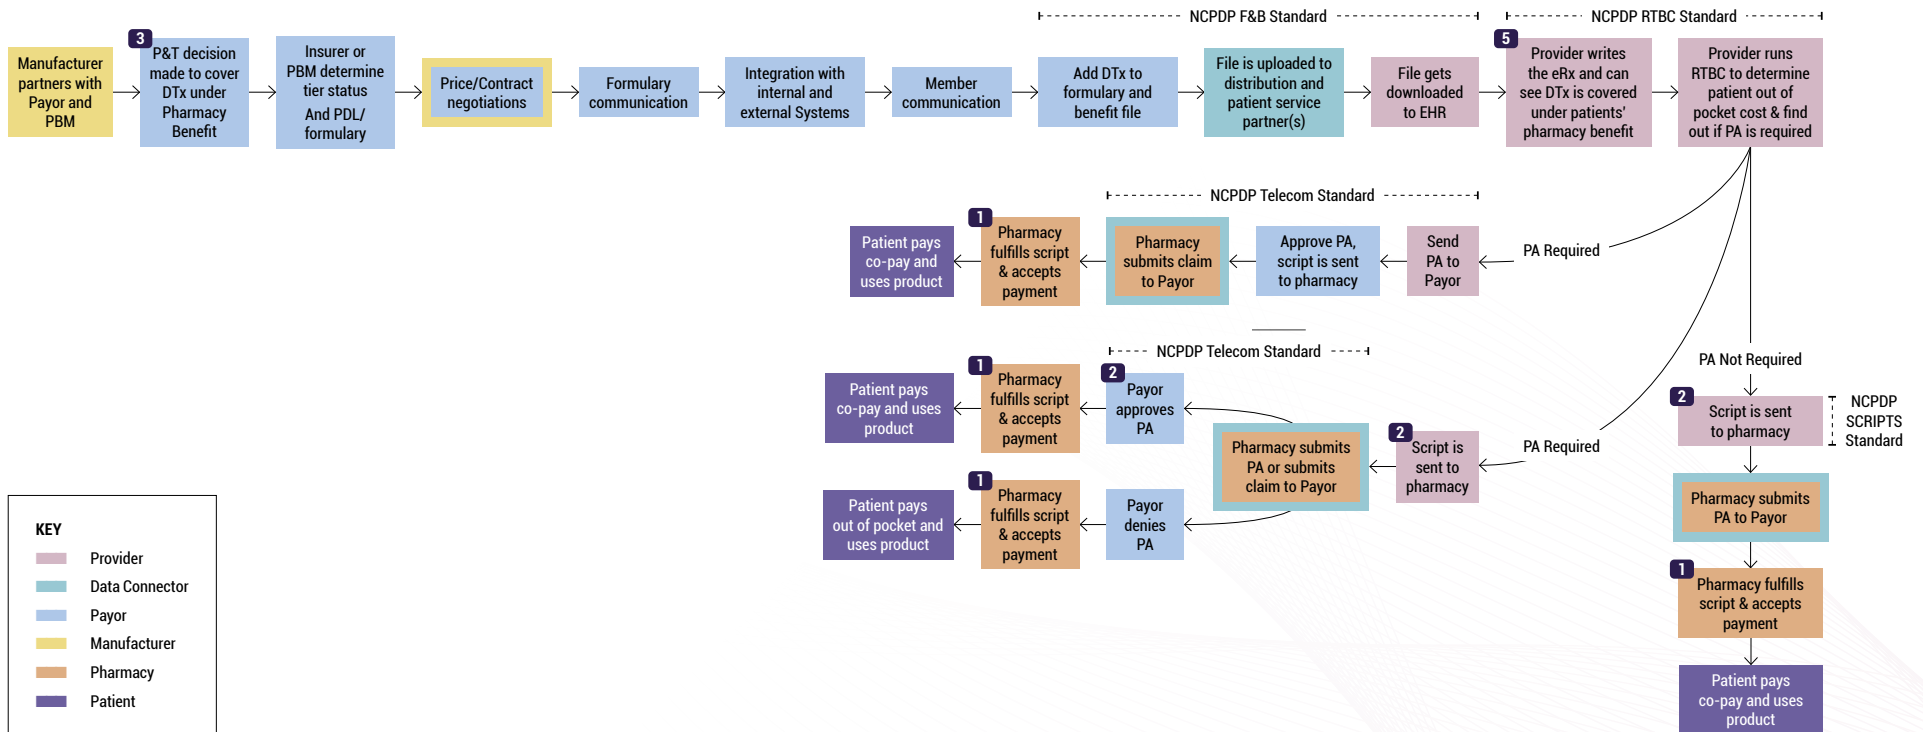 NCPDP F&B Standard
NCPDP RTBC Standard
Manufacturer
partners with
Payor and
PBM
3
P&T decision
made to cover
DTx under
Pharmacy
Benefit
Insurer or
PBM determine
tier status
And PDL/
formulary
Price/Contract
negotiations
Formulary
communication
Integration with
internal and
external Systems
Member
communication
Add DTx to
formulary and
benefit file
File is uploaded to
distribution and
patient service
partner(s)
File gets
downloaded
to EHR
5
Provider writes
the eRx and can
see DTx is covered
under patients'
pharmacy benefit
Provider runs
RTBC to determine
patient out of
pocket cost & find
out if PA is required
NCPDP Telecom Standard
PA Required
Send
PA to
Payor
Approve PA,
script is sent
to pharmacy
Pharmacy
submits claim
to Payor
1
Pharmacy
fulfills script
& accepts
payment
Patient pays
co-pay and
uses product
NCPDP Telecom Standard
PA Required
2
Script is
sent to
pharmacy
Pharmacy submits
PA or submits
claim to Payor
2
Payor
approves
PA
1
Pharmacy
fulfills script
& accepts
payment
Patient pays
co-pay and uses
product
Payor
denies
PA
1
Pharmacy
fulfills script
& accepts
payment
Patient pays
out of pocket and
uses product
PA Not Required
2
Script is sent
to pharmacy
NCPDP
SCRIPTS
Standard
Pharmacy submits
PA to Payor
1
Pharmacy fulfills
script & accepts
payment
Patient pays
co-pay and uses
product
KEY
Provider
Data Connector
Payor
Manufacturer
Pharmacy
Patient